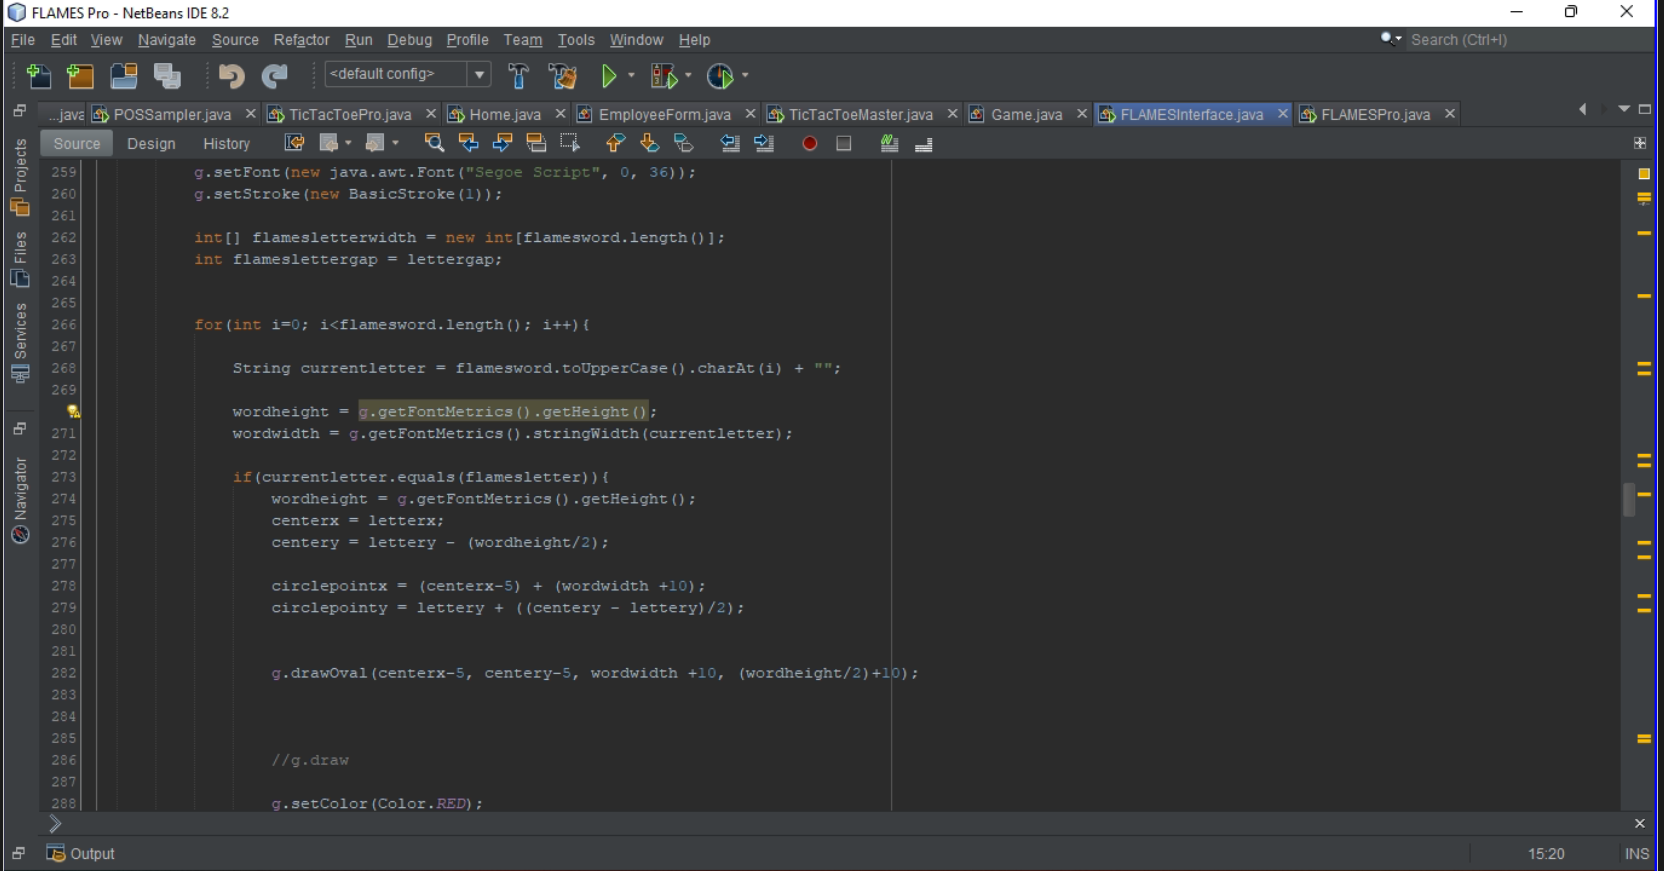 FLAMES Pro - NetBeans IDE 8.2
File Edit View Navigate Source Refactor Run Debug Profile Team Tools Window Help
Search (Ctrl+I)
<default config>
...java POSSampler.java TicTacToePro.java Home.java EmployeeForm.java TicTacToeMaster.java Game.java FLAMESInterface.java FLAMESPro.java
Source Design History
Projects
Files
Services
Navigator
259 g.setFont(new java.awt.Font("Segoe Script", 0, 36));
260 g.setStroke(new BasicStroke(1));
261
262 int[] flamesletterwidth = new int[flamesword.length()];
263 int flameslettergap = lettergap;
264
265
266 for(int i=0; i<flamesword.length(); i++){
267
268 String currentletter = flamesword.toUpperCase().charAt(i) + "";
269
wordheight = g.getFontMetrics().getHeight();
271 wordwidth = g.getFontMetrics().stringWidth(currentletter);
272
273 if(currentletter.equals(flamesletter)){
274 wordheight = g.getFontMetrics().getHeight();
275 centerx = letterx;
276 centery = lettery - (wordheight/2);
277
278 circlepointx = (centerx-5) + (wordwidth +10);
279 circlepointy = lettery + ((centery - lettery)/2);
280
281
282 g.drawOval(centerx-5, centery-5, wordwidth +10, (wordheight/2)+10);
283
284
285
286 //g.draw
287
288 g.setColor(Color.RED);
Output
15:20 INS